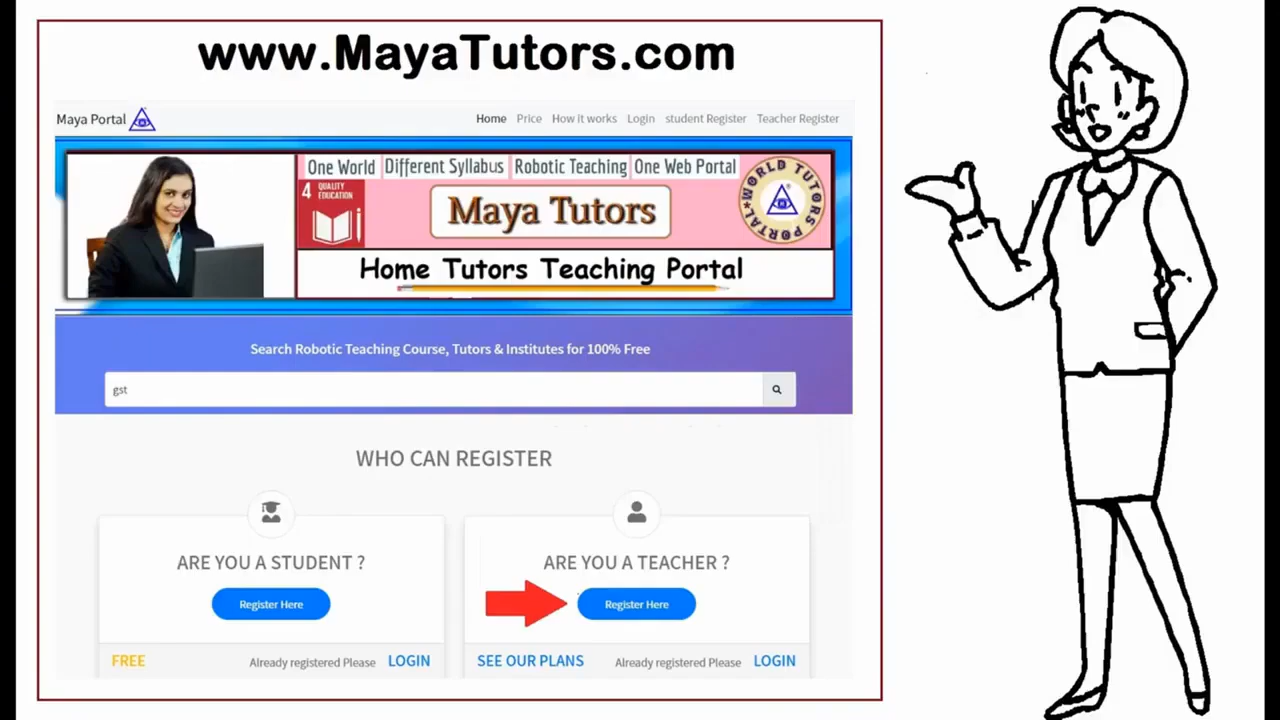 www.MayaTutors.com
Maya Portal
Home Price How it works Login student Register Teacher Register
One World Different Syllabus Robotic Teaching One Web Portal
4 QUALITY EDUCATION
Maya Tutors
WORLD TUTORS PORTAL
Home Tutors Teaching Portal
Search Robotic Teaching Course, Tutors & Institutes for 100% Free
gst
WHO CAN REGISTER
ARE YOU A STUDENT ?
Register Here
FREE Already registered Please LOGIN
ARE YOU A TEACHER ?
Register Here
SEE OUR PLANS Already registered Please LOGIN